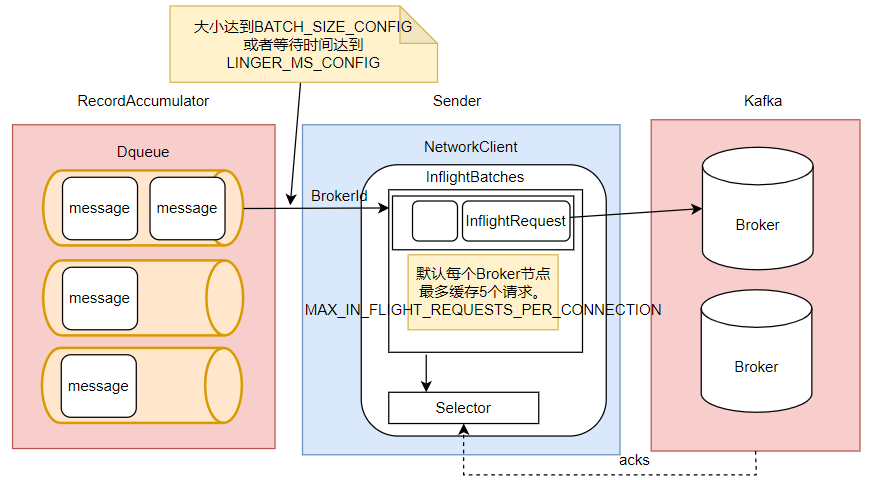 大小达到BATCH_SIZE_CONFIG
或者等待时间达到
LINGER_MS_CONFIG
RecordAccumulator
Sender
Kafka
Dqueue
message
message
message
message
BrokerId
NetworkClient
InflightBatches
InflightRequest
默认每个Broker节点
最多缓存5个请求。
MAX_IN_FLIGHT_REQUESTS_PER_CONNECTION
Selector
Broker
Broker
acks